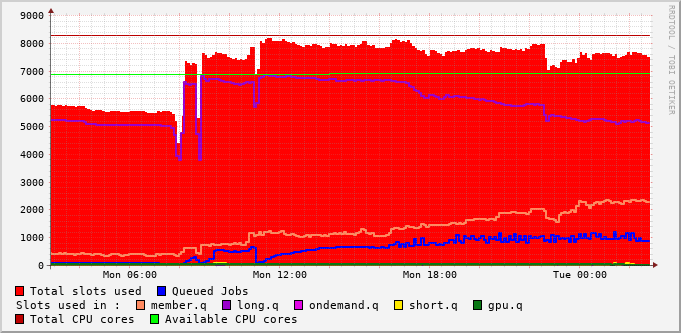 9000
8000
7000
6000
5000
4000
3000
2000
1000
0
Mon 06:00 Mon 12:00 Mon 18:00 Tue 00:00
RRDTOOL / TOBI OETIKER
Total slots used Queued Jobs
Slots used in : member.q long.q ondemand.q short.q gpu.q
Total CPU cores Available CPU cores